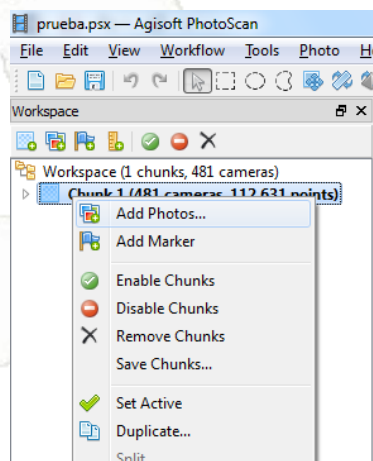 prueba.psx — Agisoft PhotoScan
File Edit View Workflow Tools Photo
Workspace
Workspace (1 chunks, 481 cameras)
Chunk 1 (481 cameras, 112,631 points)
Add Photos...
Add Marker
Enable Chunks
Disable Chunks
Remove Chunks
Save Chunks...
Set Active
Duplicate...
Split